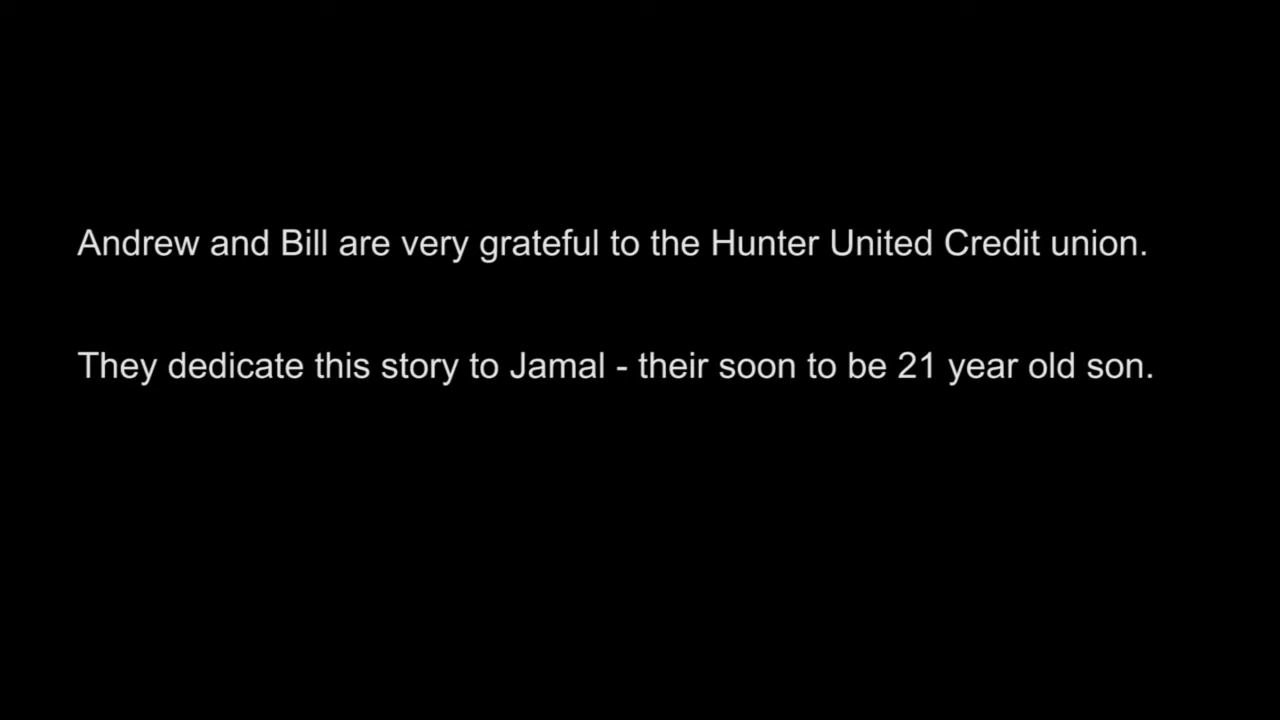 Andrew and Bill are very grateful to the Hunter United Credit union.
They dedicate this story to Jamal - their soon to be 21 year old son.